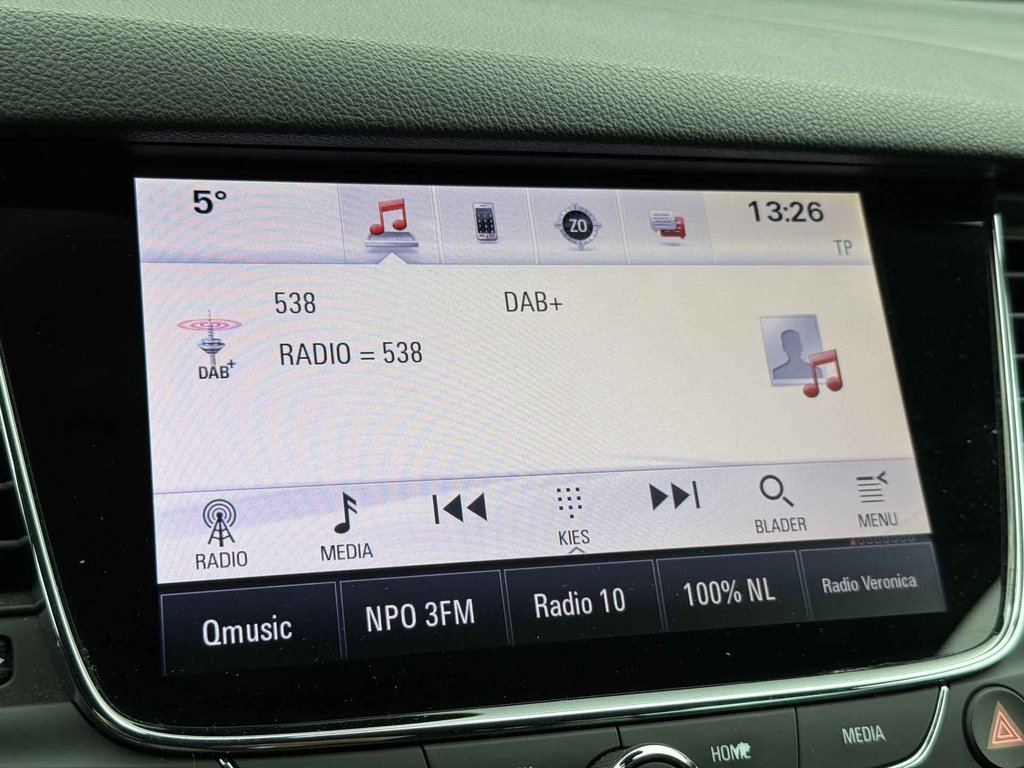 5°
ZO
13:26
TP
538 DAB+
RADIO = 538
DAB+
RADIO
MEDIA
KIES
BLADER
MENU
Qmusic
NPO 3FM
Radio 10
100% NL
Radio Veronica
HOME
MEDIA